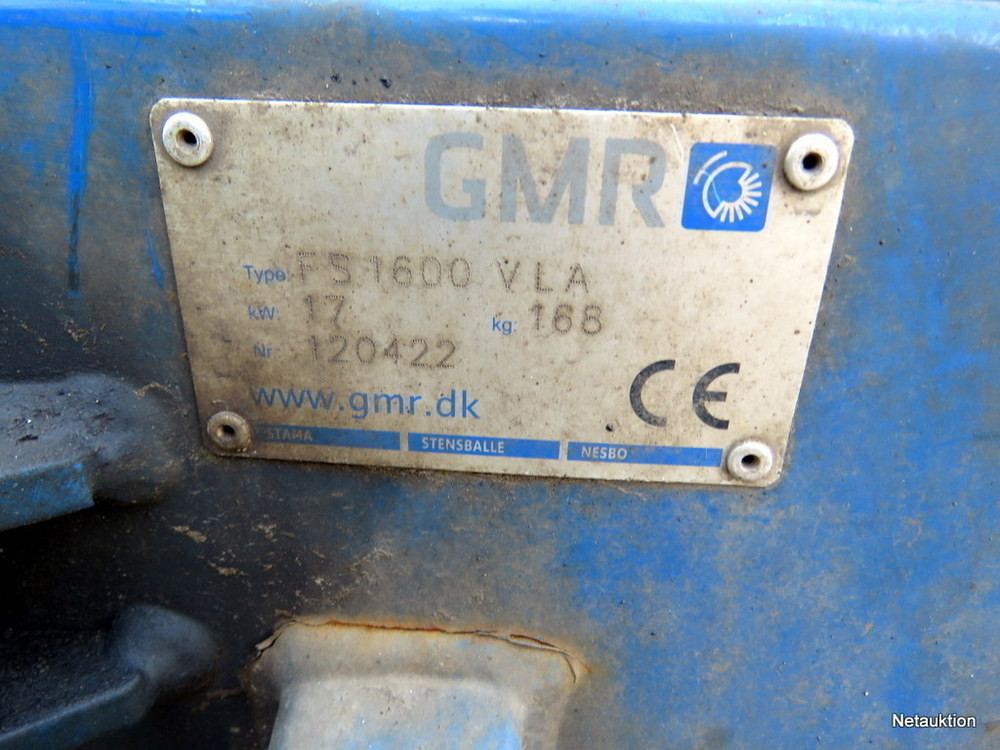 GMR
Type: FS 1600 VLA
kW: 17 kg: 168
Nr: 120422
www.gmr.dk
CE
STAMA STENSBALLE NESBO
Netauktion